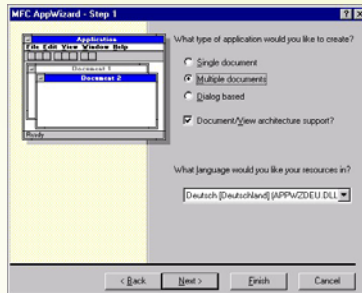 MFC AppWizard - Step 1
Application
File Edit View Window Help
Document 1
Document 2
Ready
What type of application would you like to create?
Single document
Multiple documents
Dialog based
Document/View architecture support?
What language would you like your resources in?
Deutsch [Deutschland] (APPWZDEU.DLL
< Back
Next >
Finish
Cancel